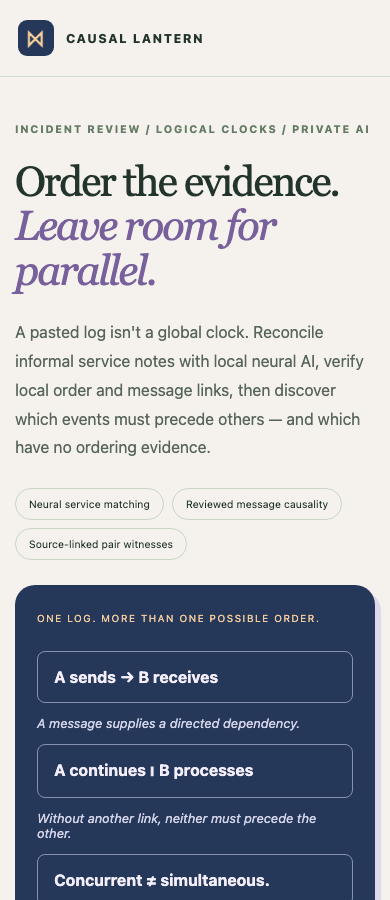 CAUSAL LANTERN
INCIDENT REVIEW / LOGICAL CLOCKS / PRIVATE AI
Order the evidence.
Leave room for
parallel.
A pasted log isn't a global clock. Reconcile
informal service notes with local neural AI, verify
local order and message links, then discover
which events must precede others — and which
have no ordering evidence.
Neural service matching
Reviewed message causality
Source-linked pair witnesses
ONE LOG. MORE THAN ONE POSSIBLE ORDER.
A sends → B receives
A message supplies a directed dependency.
A continues ı B processes
Without another link, neither must precede the
other.
Concurrent ≠ simultaneous.